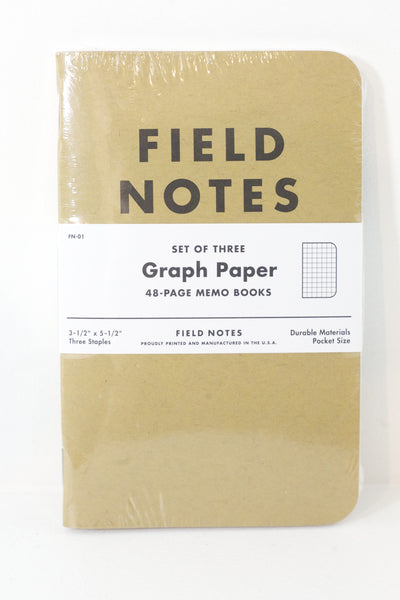 FIELD
NOTES
FN-01
SET OF THREE
Graph Paper
48-PAGE MEMO BOOKS
3-1/2" x 5-1/2"
Three Staples
FIELD NOTES
PROUDLY PRINTED AND MANUFACTURED IN THE U.S.A.
Durable Materials
Pocket Size